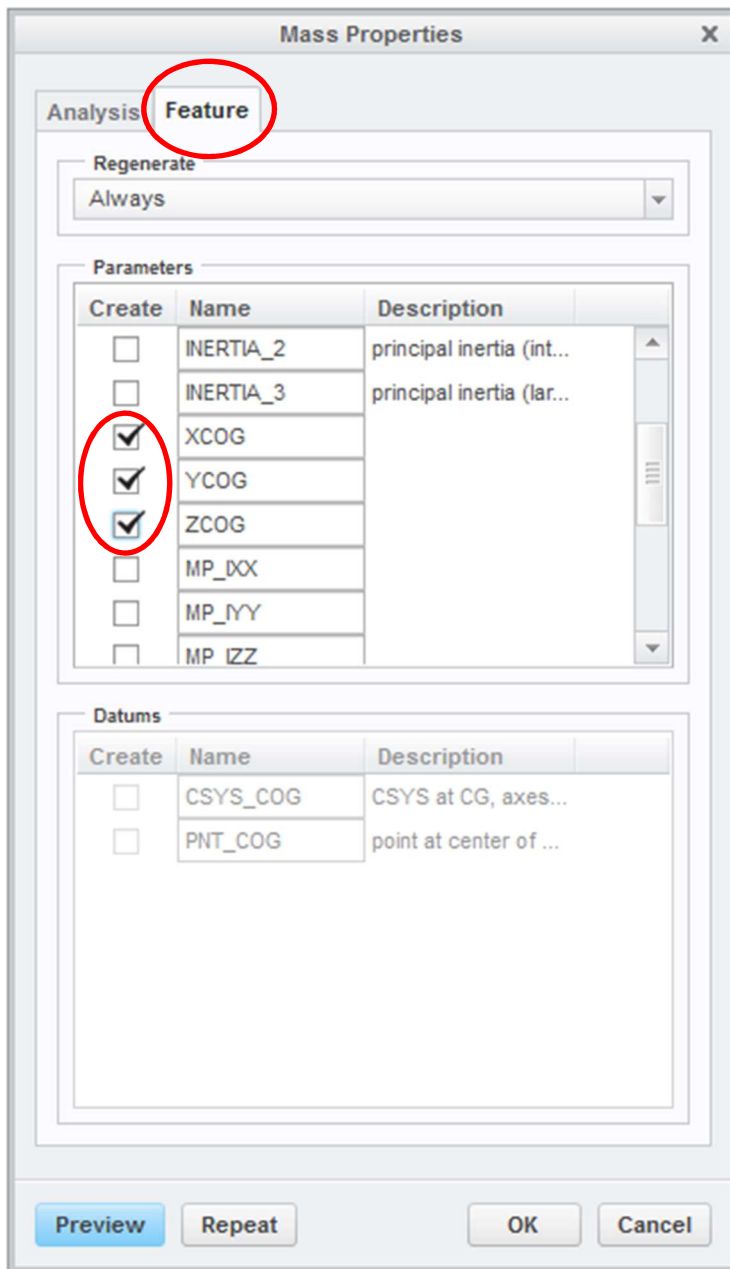 Mass Properties
Analysis Feature
Regenerate
Always
Parameters
Create Name Description
INERTIA_2 principal inertia (int...
INERTIA_3 principal inertia (lar...
XCOG
YCOG
ZCOG
MP_IXX
MP_IYY
MP_IZZ
Datums
Create Name Description
CSYS_COG CSYS at CG, axes...
PNT_COG point at center of ...
Preview Repeat OK Cancel